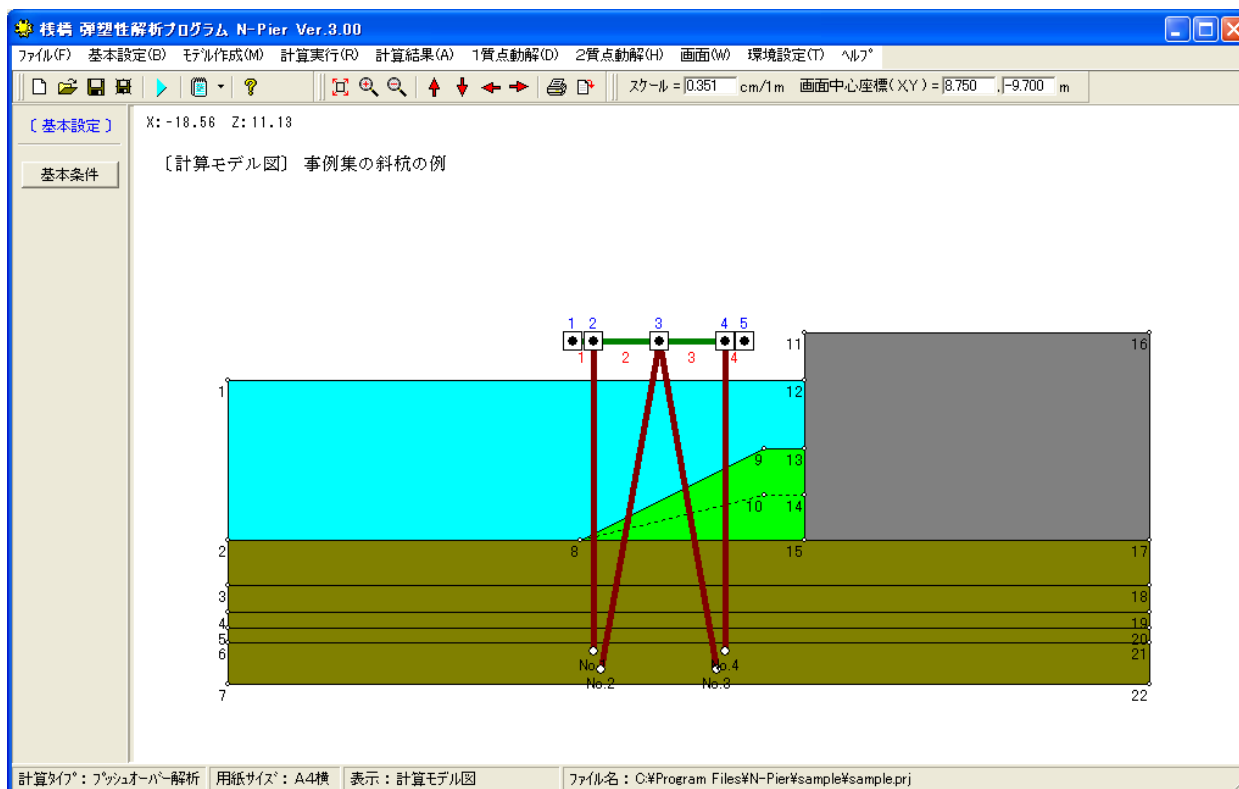 桟橋 弾塑性解析プログラム N-Pier Ver.3.00
ファイル(F) 基本設定(B) モデル作成(M) 計算実行(R) 計算結果(A) 1質点動解(D) 2質点動解(H) 画面(W) 環境設定(T) ヘルプ
スケール = 0.351 cm/1m 画面中心座標(XY) = 8.750 , -9.700 m
〔基本設定〕
基本条件
X:-18.56 Z:11.13
〔計算モデル図〕 事例集の斜杭の例
1 2 3 4 5
1 2 3 4
11 16
1 12
9 13
10 14
2 8 15 17
3 18
4 19
5 20
6 21
No. No.4
No.2 No.3
7 22
計算タイプ:プッシュオーバー解析 用紙サイズ:A4横 表示:計算モデル図 ファイル名:C:¥Program Files¥N-Pier¥sample¥sample.prj